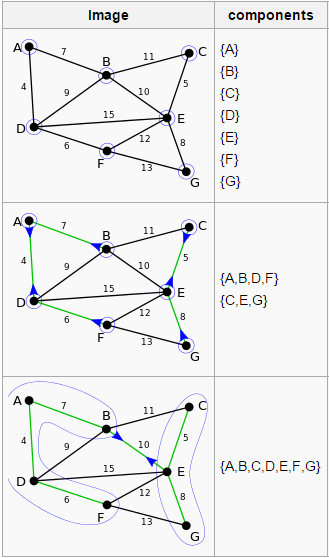 Image components
A 7 B 11 C
4 9 10 5
D 15 E
6 F 12 8
13 G
{A}
{B}
{C}
{D}
{E}
{F}
{G}
A 7 B 11 C
4 9 10 5
D 15 E
6 F 12 8
13 G
{A,B,D,F}
{C,E,G}
A 7 B 11 C
4 9 10 5
D 15 E
6 F 12 8
13 G
{A,B,C,D,E,F,G}